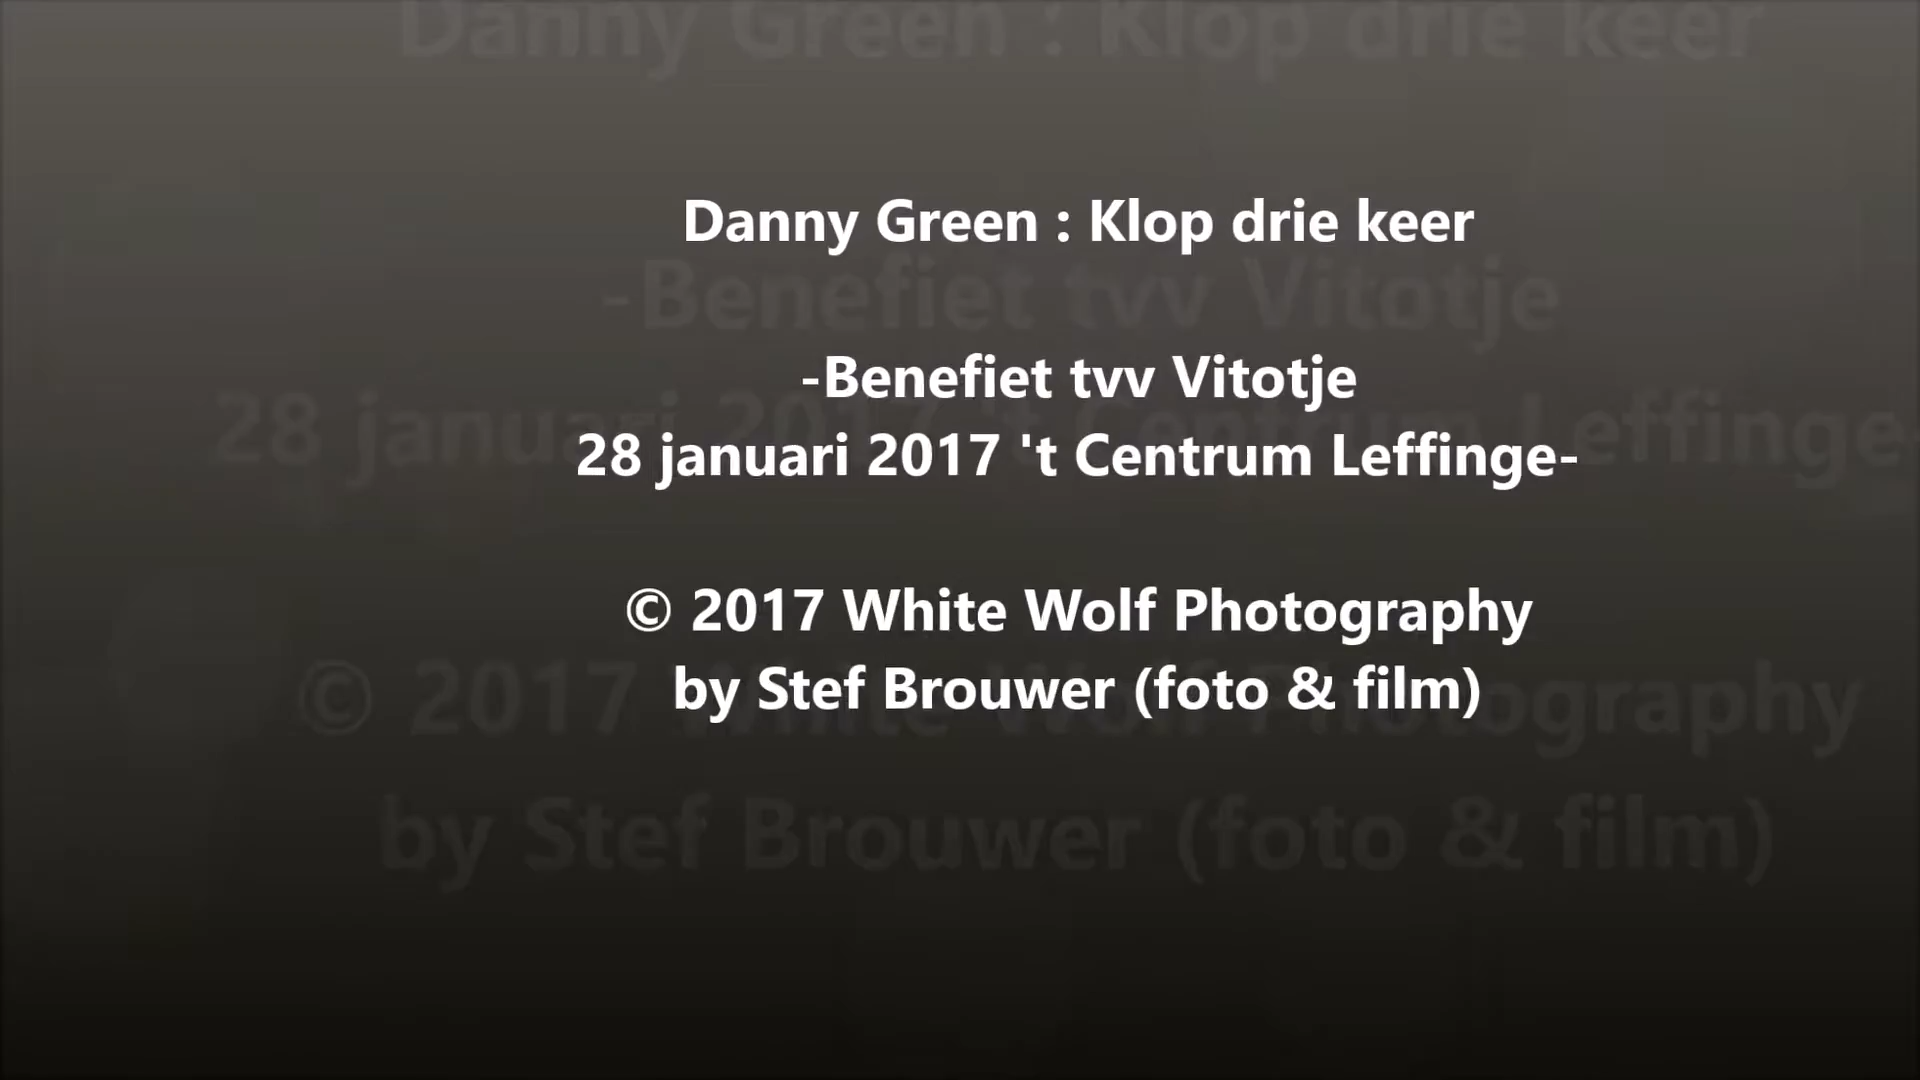 Danny Green : Klop drie keer
-Benefiet tvv Vitotje
28 januari 2017 't Centrum Leffinge-
© 2017 White Wolf Photography
by Stef Brouwer (foto & film)